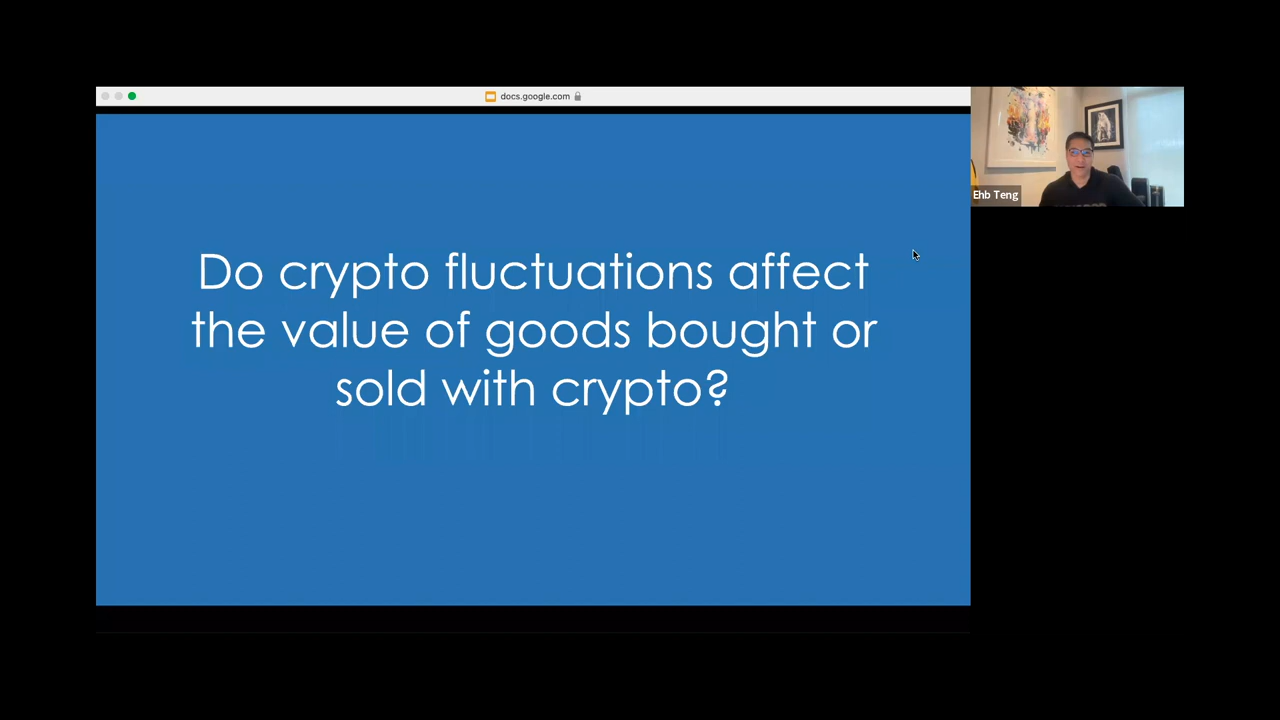 docs.google.com
Do crypto fluctuations affect
the value of goods bought or
sold with crypto?
Ehb Teng